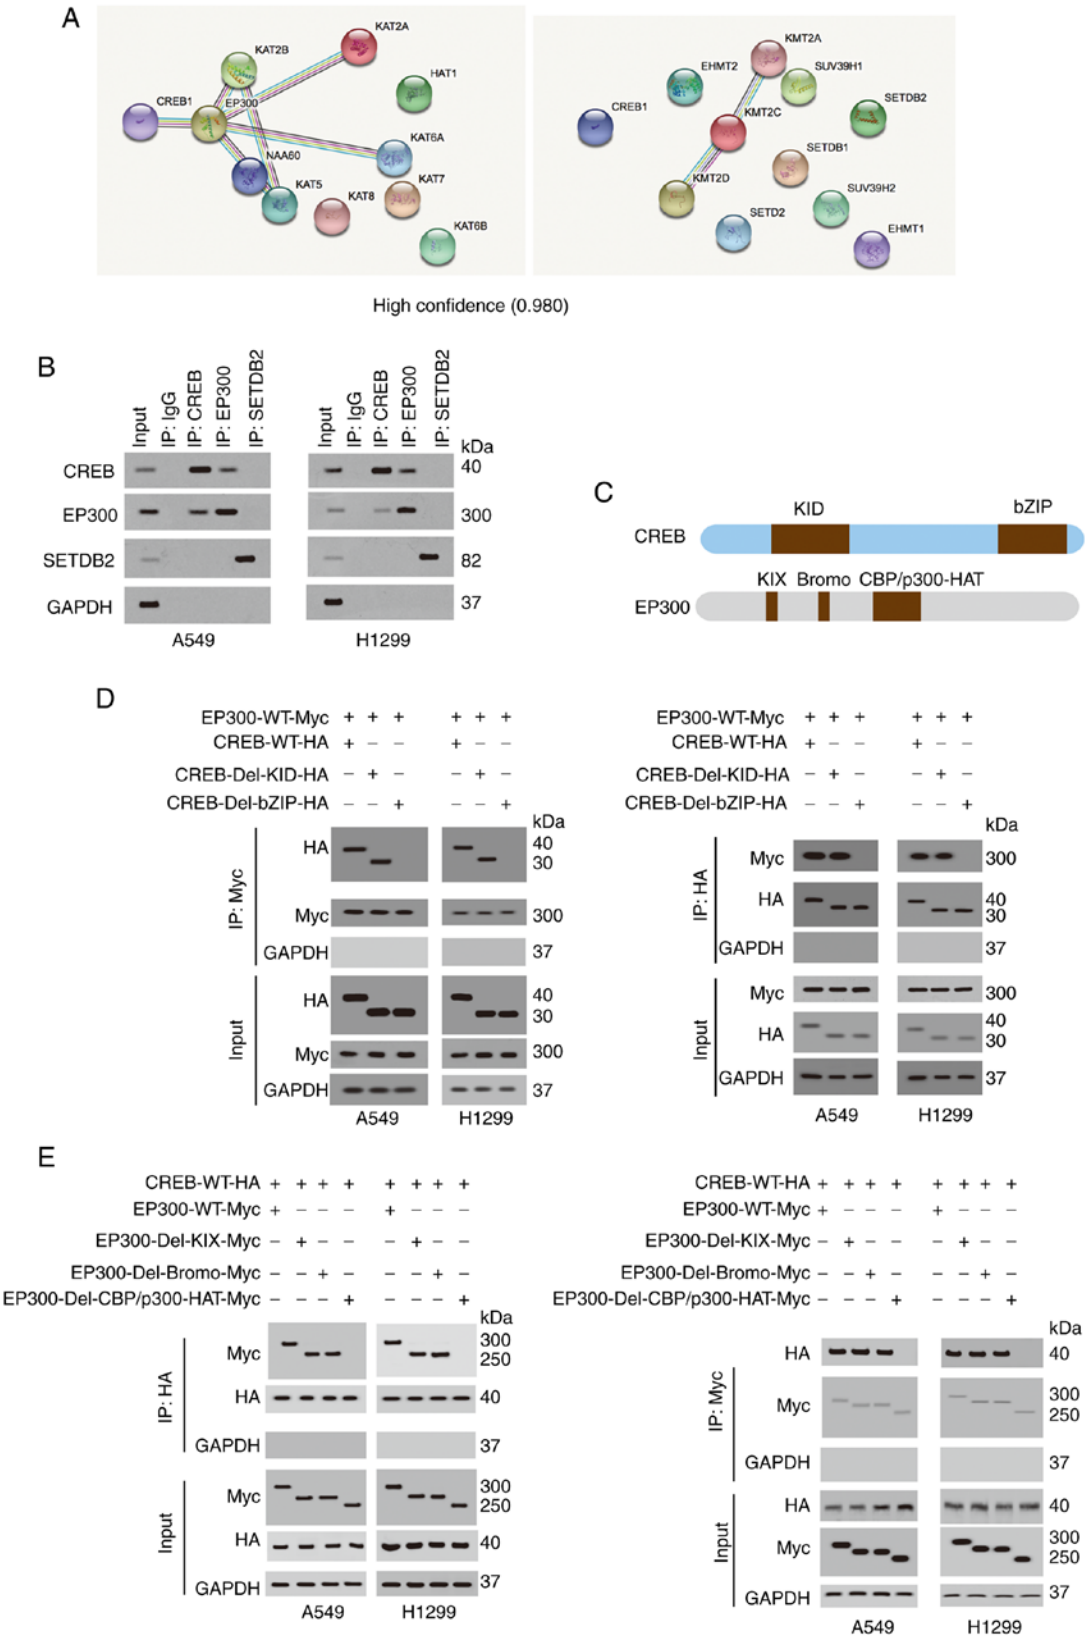 A
KAT2A
KAT2B
HAT1
CREB1
EP300
KAT6A
NAA60
KAT5
KAT7
KAT8
KAT6B
KMT2A
EHMT2
SUV39H1
SETDB2
CREB1
KMT2C
SETDB1
KMT2D
SUV39H2
SETD2
EHMT1
High confidence (0.980)
B
Input IP: IgG IP: CREB IP: EP300 IP: SETDB2 Input IP: IgG IP: CREB IP: EP300 IP: SETDB2
kDa
CREB 40
EP300 300
SETDB2 82
GAPDH 37
A549 H1299
C
KID bZIP
CREB
KIX Bromo CBP/p300-HAT
EP300
D
EP300-WT-Myc + + + + + +
CREB-WT-HA + − − + − −
CREB-Del-KID-HA − + − − + −
CREB-Del-bZIP-HA − − + − − +
kDa
IP: Myc
HA 40
30
Myc 300
GAPDH 37
Input
HA 40
30
Myc 300
GAPDH 37
A549 H1299
EP300-WT-Myc + + + + + +
CREB-WT-HA + − − + − −
CREB-Del-KID-HA − + − − + −
CREB-Del-bZIP-HA − − + − − +
kDa
IP: HA
Myc 300
HA 40
30
GAPDH 37
Input
Myc 300
HA 40
30
GAPDH 37
A549 H1299
E
CREB-WT-HA + + + + + + + +
EP300-WT-Myc + − − − + − − −
EP300-Del-KIX-Myc − + − − − + − −
EP300-Del-Bromo-Myc − − + − − − + −
EP300-Del-CBP/p300-HAT-Myc − − − + − − − +
kDa
IP: HA
Myc 300
250
HA 40
GAPDH 37
Input
Myc 300
250
HA 40
GAPDH 37
A549 H1299
CREB-WT-HA + + + + + + + +
EP300-WT-Myc + − − − + − − −
EP300-Del-KIX-Myc − + − − − + − −
EP300-Del-Bromo-Myc − − + − − − + −
EP300-Del-CBP/p300-HAT-Myc − − − + − − − +
kDa
IP: Myc
HA 40
Myc 300
250
GAPDH 37
Input
HA 40
Myc 300
250
GAPDH 37
A549 H1299